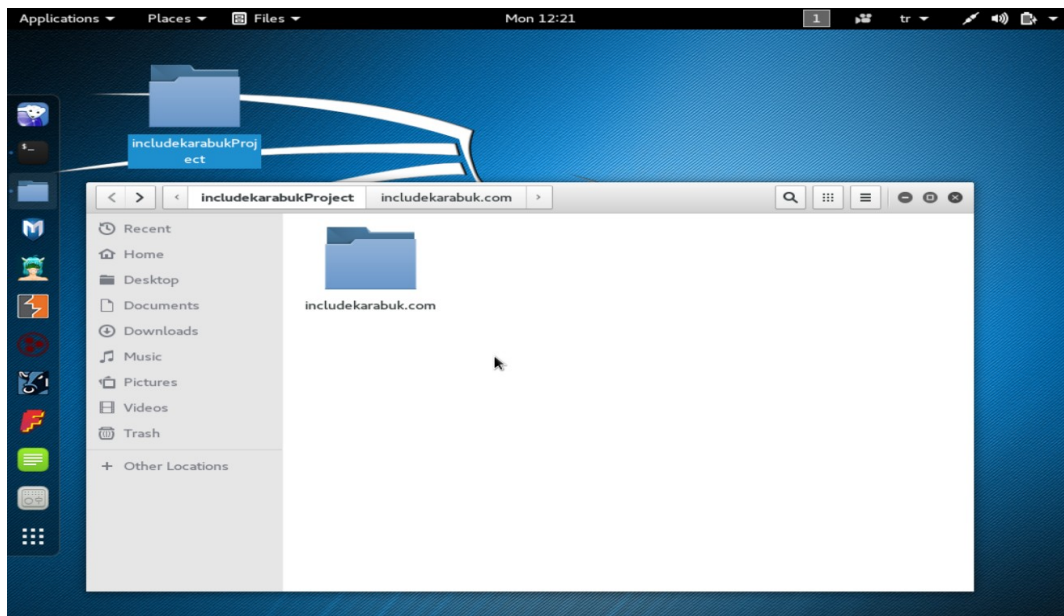 Applications Places Files Mon 12:21 1 tr
includekarabukProj
ect
includekarabukProject includekarabuk.com
Recent
Home
Desktop
Documents
Downloads
Music
Pictures
Videos
Trash
+ Other Locations
includekarabuk.com